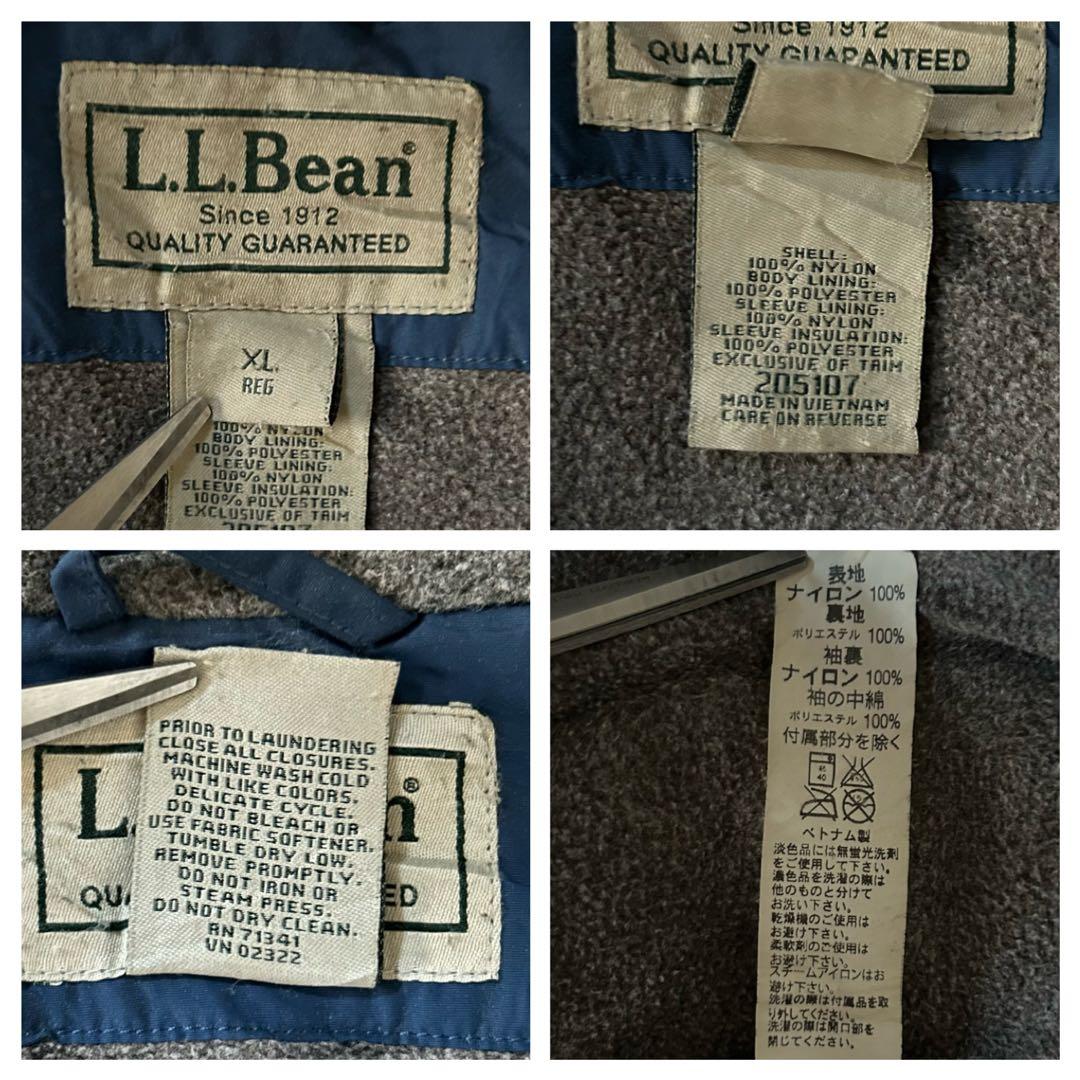 L.L.Bean®
Since 1912
QUALITY GUARANTEED
XL
REG
100% NYLON
BODY LINING:
100% POLYESTER
SLEEVE LINING:
100% NYLON
SLEEVE INSULATION:
100% POLYESTER
EXCLUSIVE OF TRIM
205107
Since 1912
QUALITY GUARANTEED
SHELL:
100% NYLON
BODY LINING:
100% POLYESTER
SLEEVE LINING:
100% NYLON
SLEEVE INSULATION:
100% POLYESTER
EXCLUSIVE OF TRIM
205107
MADE IN VIETNAM
CARE ON REVERSE
L. n®
QU ED
PRIOR TO LAUNDERING
CLOSE ALL CLOSURES.
MACHINE WASH COLD
WITH LIKE COLORS.
DELICATE CYCLE.
DO NOT BLEACH OR
USE FABRIC SOFTENER.
TUMBLE DRY LOW.
REMOVE PROMPTLY.
DO NOT IRON OR
STEAM PRESS.
DO NOT DRY CLEAN.
RN 71341
VN 02322
表地
ナイロン 100%
裏地
ポリエステル 100%
袖裏
ナイロン 100%
袖の中綿
ポリエステル 100%
付属部分を除く
40
ベトナム製
淡色品には無蛍光洗剤
をご使用して下さい。
濃色品を洗濯の際は
他のものと分けて
お洗い下さい。
乾燥機のご使用は
お避け下さい。
柔軟剤のご使用は
お避け下さい。
スチームアイロンはお
避け下さい。
洗濯の際は付属品を取
り外してください。
洗濯の際は開口部を
閉じてください。